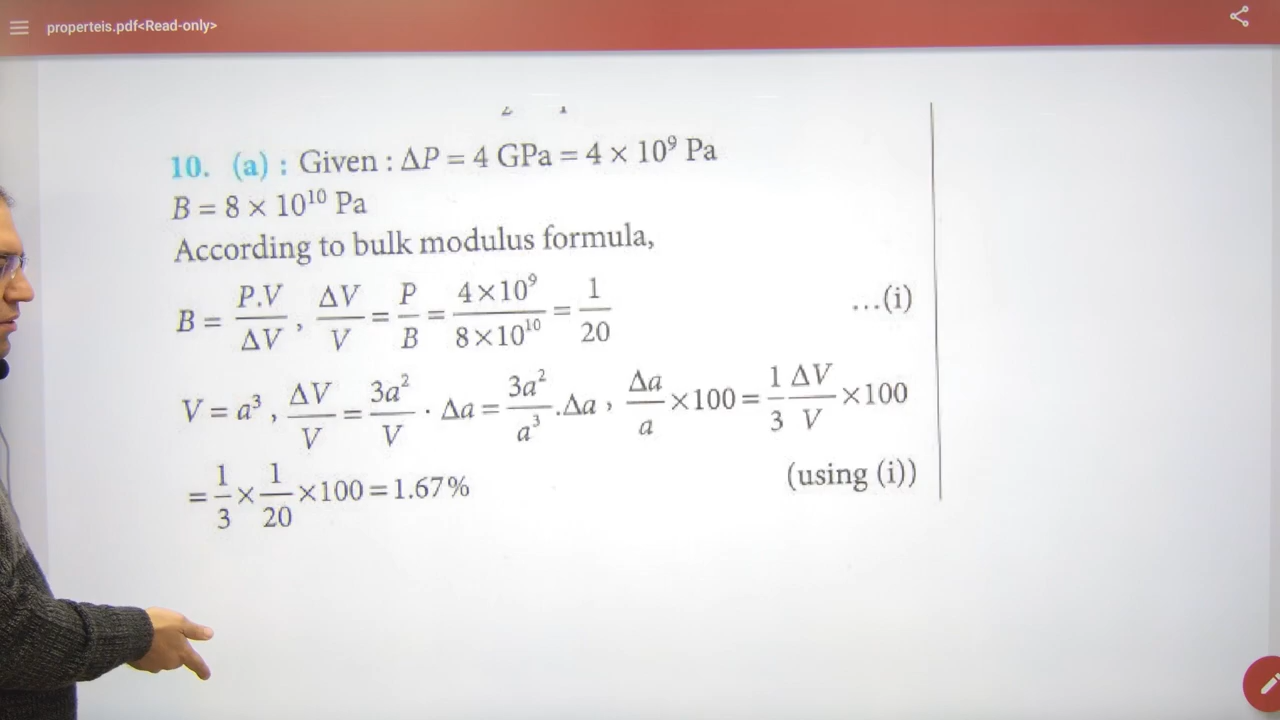 properteis.pdf<Read-only>
10. (a) : Given : ΔP = 4 GPa = 4 × 10⁹ Pa
B = 8 × 10¹⁰ Pa
According to bulk modulus formula,
B = P.V/ΔV, ΔV/V = P/B = 4×10⁹/8×10¹⁰ = 1/20 ...(i)
V = a³, ΔV/V = 3a²/V · Δa = 3a²/a³ .Δa, Δa/a ×100 = 1/3 ΔV/V ×100
= 1/3 × 1/20 ×100 = 1.67% (using (i))